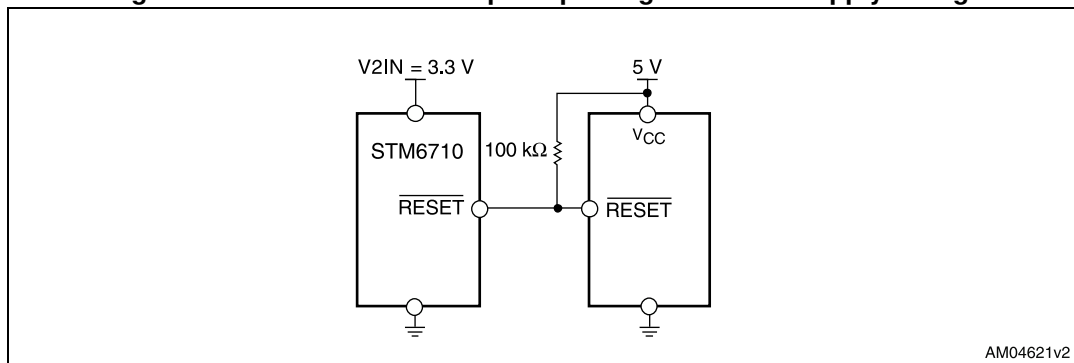 V2IN = 3.3 V
5 V
VCC
STM6710
100 kΩ
RESET
RESET
AM04621v2